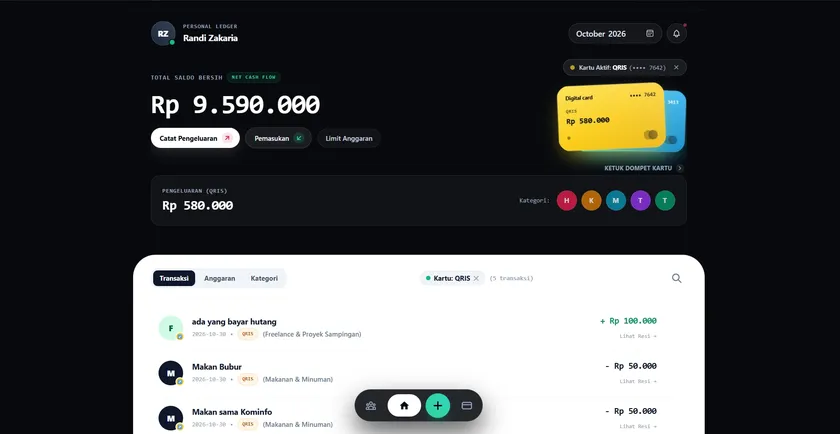 RZ
PERSONAL LEDGER
Randi Zakaria
October 2026
Kartu Aktif: QRIS (•••• 7642) ×
TOTAL SALDO BERSIH NET CASH FLOW
Rp 9.590.000
Digital card •••• 7642
QRIS
Rp 580.000
Catat Pengeluaran
Pemasukan
Limit Anggaran
KETUK DOMPET KARTU
PENGELUARAN (QRIS)
Rp 580.000
Kategori: H K M T T
Transaksi Anggaran Kategori
Kartu: QRIS × (5 transaksi)
F
ada yang bayar hutang
2026-10-30 • QRIS (Freelance & Proyek Sampingan)
+ Rp 100.000
Lihat Resi →
M
Makan Bubur
2026-10-30 • QRIS (Makanan & Minuman)
- Rp 50.000
Lihat Resi →
M
Makan sama Kominfo
2026-10-30 • QRIS (Makanan & Minuman)
- Rp 50.000
Lihat Resi →